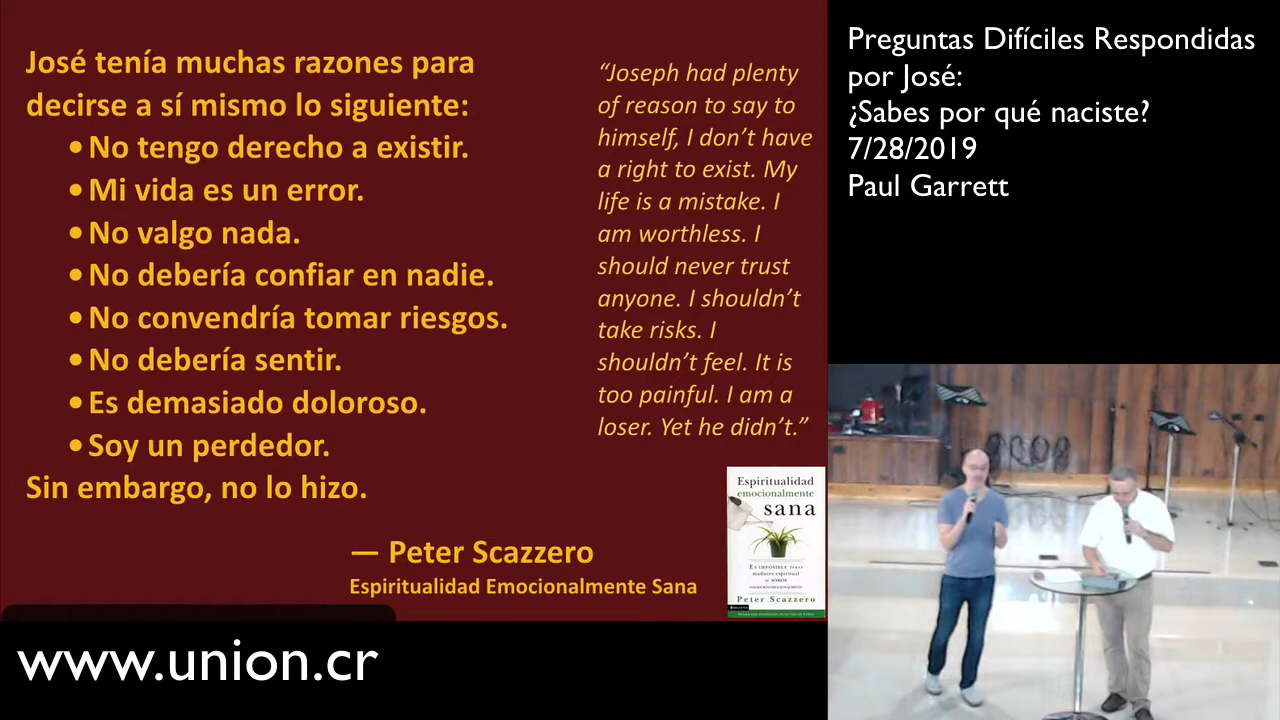 José tenía muchas razones para
decirse a sí mismo lo siguiente:
•No tengo derecho a existir.
•Mi vida es un error.
•No valgo nada.
•No debería confiar en nadie.
•No convendría tomar riesgos.
•No debería sentir.
•Es demasiado doloroso.
•Soy un perdedor.
Sin embargo, no lo hizo.
— Peter Scazzero
Espiritualidad Emocionalmente Sana
“Joseph had plenty
of reason to say to
himself, I don’t have
a right to exist. My
life is a mistake. I
am worthless. I
should never trust
anyone. I shouldn’t
take risks. I
shouldn’t feel. It is
too painful. I am a
loser. Yet he didn’t.”
Espiritualidad
emocionalmente
sana
Peter Scazzero
www.union.cr
Preguntas Difíciles Respondidas
por José:
¿Sabes por qué naciste?
7/28/2019
Paul Garrett